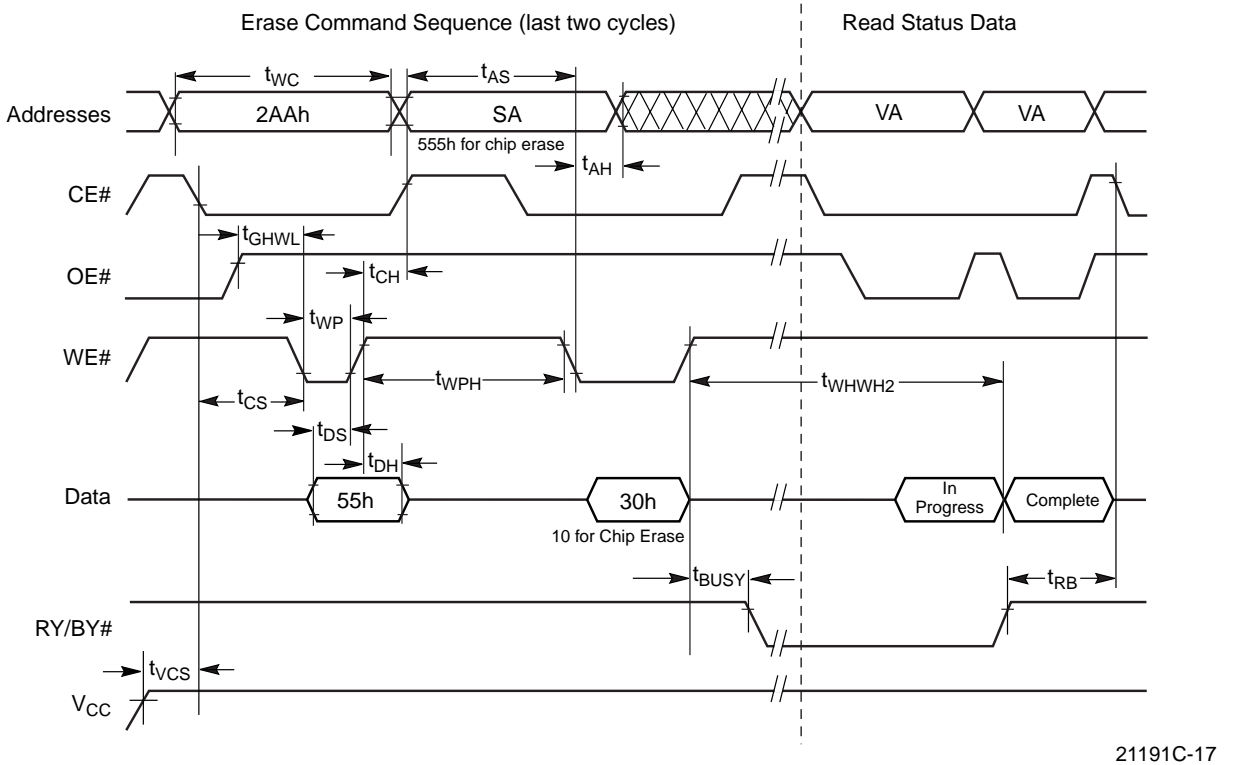 Erase Command Sequence (last two cycles)
Read Status Data
Addresses
tWC
tAS
2AAh
SA
VA
VA
555h for chip erase
tAH
CE#
tGHWL
OE#
tCH
tWP
WE#
tWPH
tWHWH2
tCS
tDS
tDH
Data
55h
30h
In
Progress
Complete
10 for Chip Erase
tBUSY
tRB
RY/BY#
tVCS
VCC
21191C-17